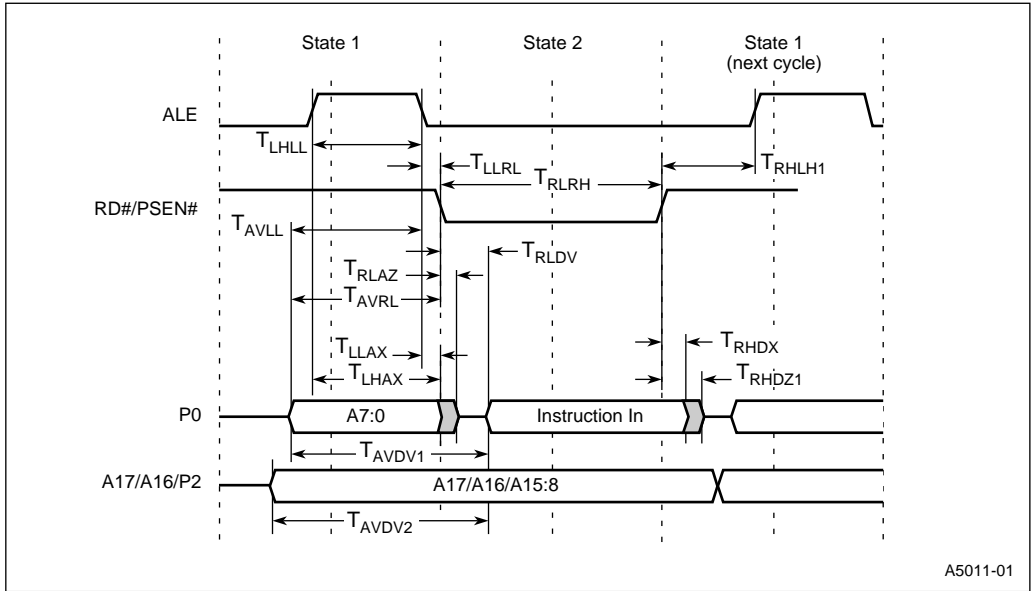 State 1
State 2
State 1
(next cycle)
ALE
TLHLL
TLLRL
TRLRH
TRHLH1
RD#/PSEN#
TAVLL
TRLDV
TRLAZ
TAVRL
TLLAX
TRHDX
TLHAX
TRHDZ1
P0
A7:0
Instruction In
TAVDV1
A17/A16/P2
A17/A16/A15:8
TAVDV2
A5011-01